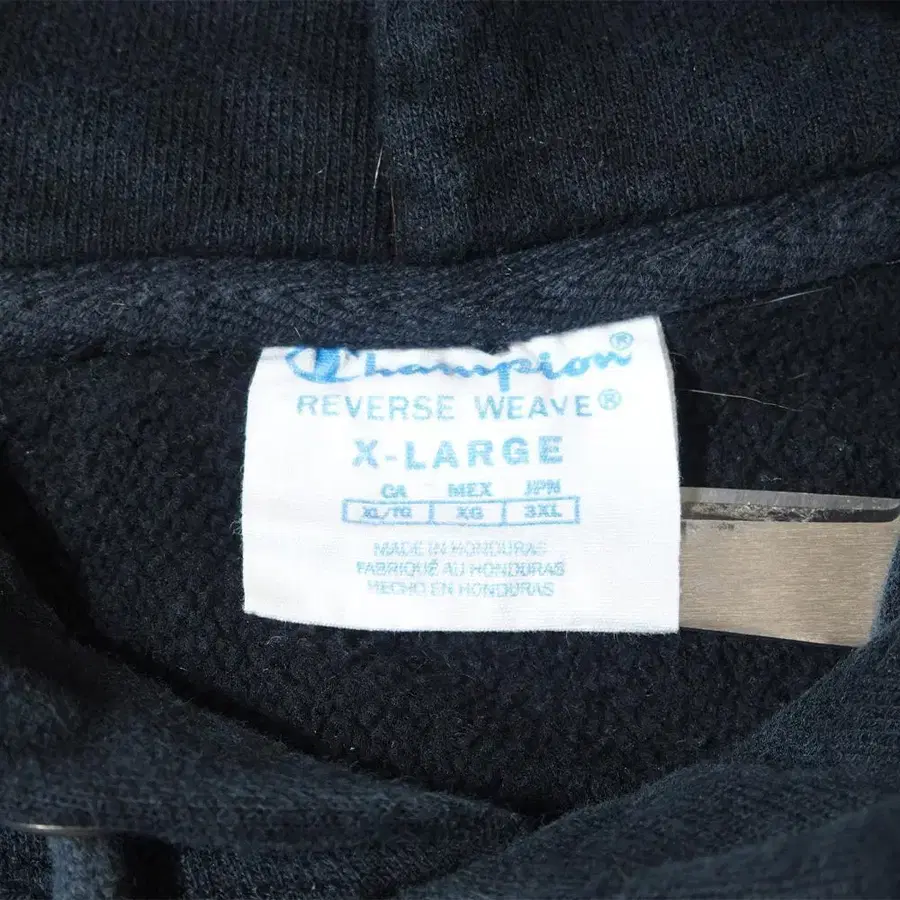 Champion®
REVERSE WEAVE®
X-LARGE
CA MEX JPN
XL/TG XG 3XL
MADE IN HONDURAS
FABRIQUÉ AU HONDURAS
HECHO EN HONDURAS